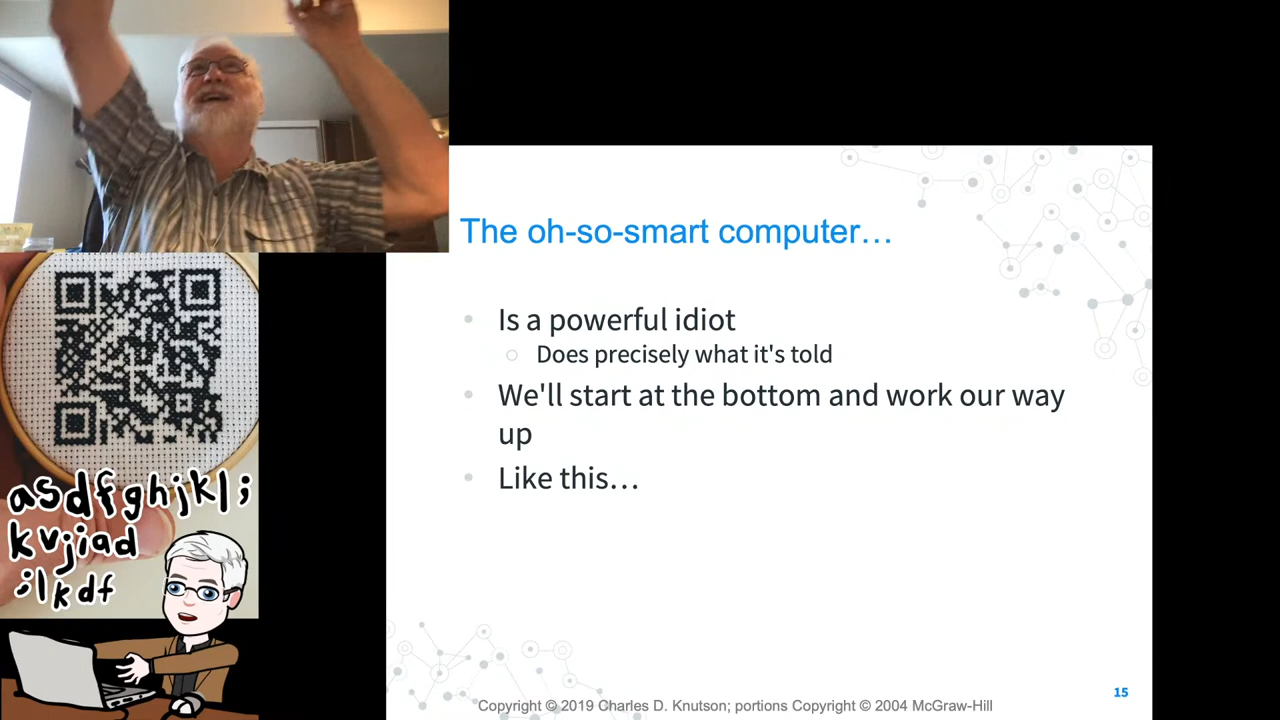 The oh-so-smart computer…
Is a powerful idiot
Does precisely what it's told
We'll start at the bottom and work our way
up
Like this…
asdfghjkl;
kvjiad
;lkdf
15
Copyright © 2019 Charles D. Knutson; portions Copyright © 2004 McGraw-Hill